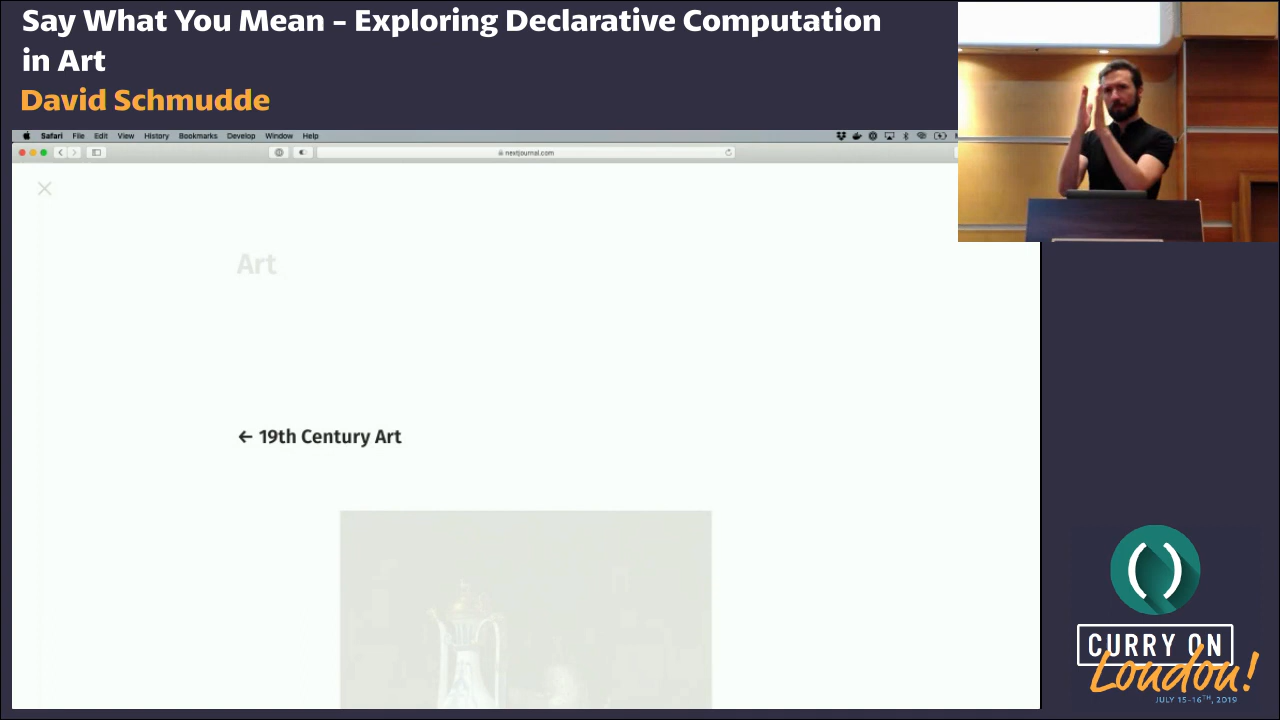 Say What You Mean – Exploring Declarative Computation
in Art
David Schmudde
Safari File Edit View History Bookmarks Develop Window Help
nextjournal.com
Art
← 19th Century Art
CURRY ON
London!
JULY 15-16TH, 2019